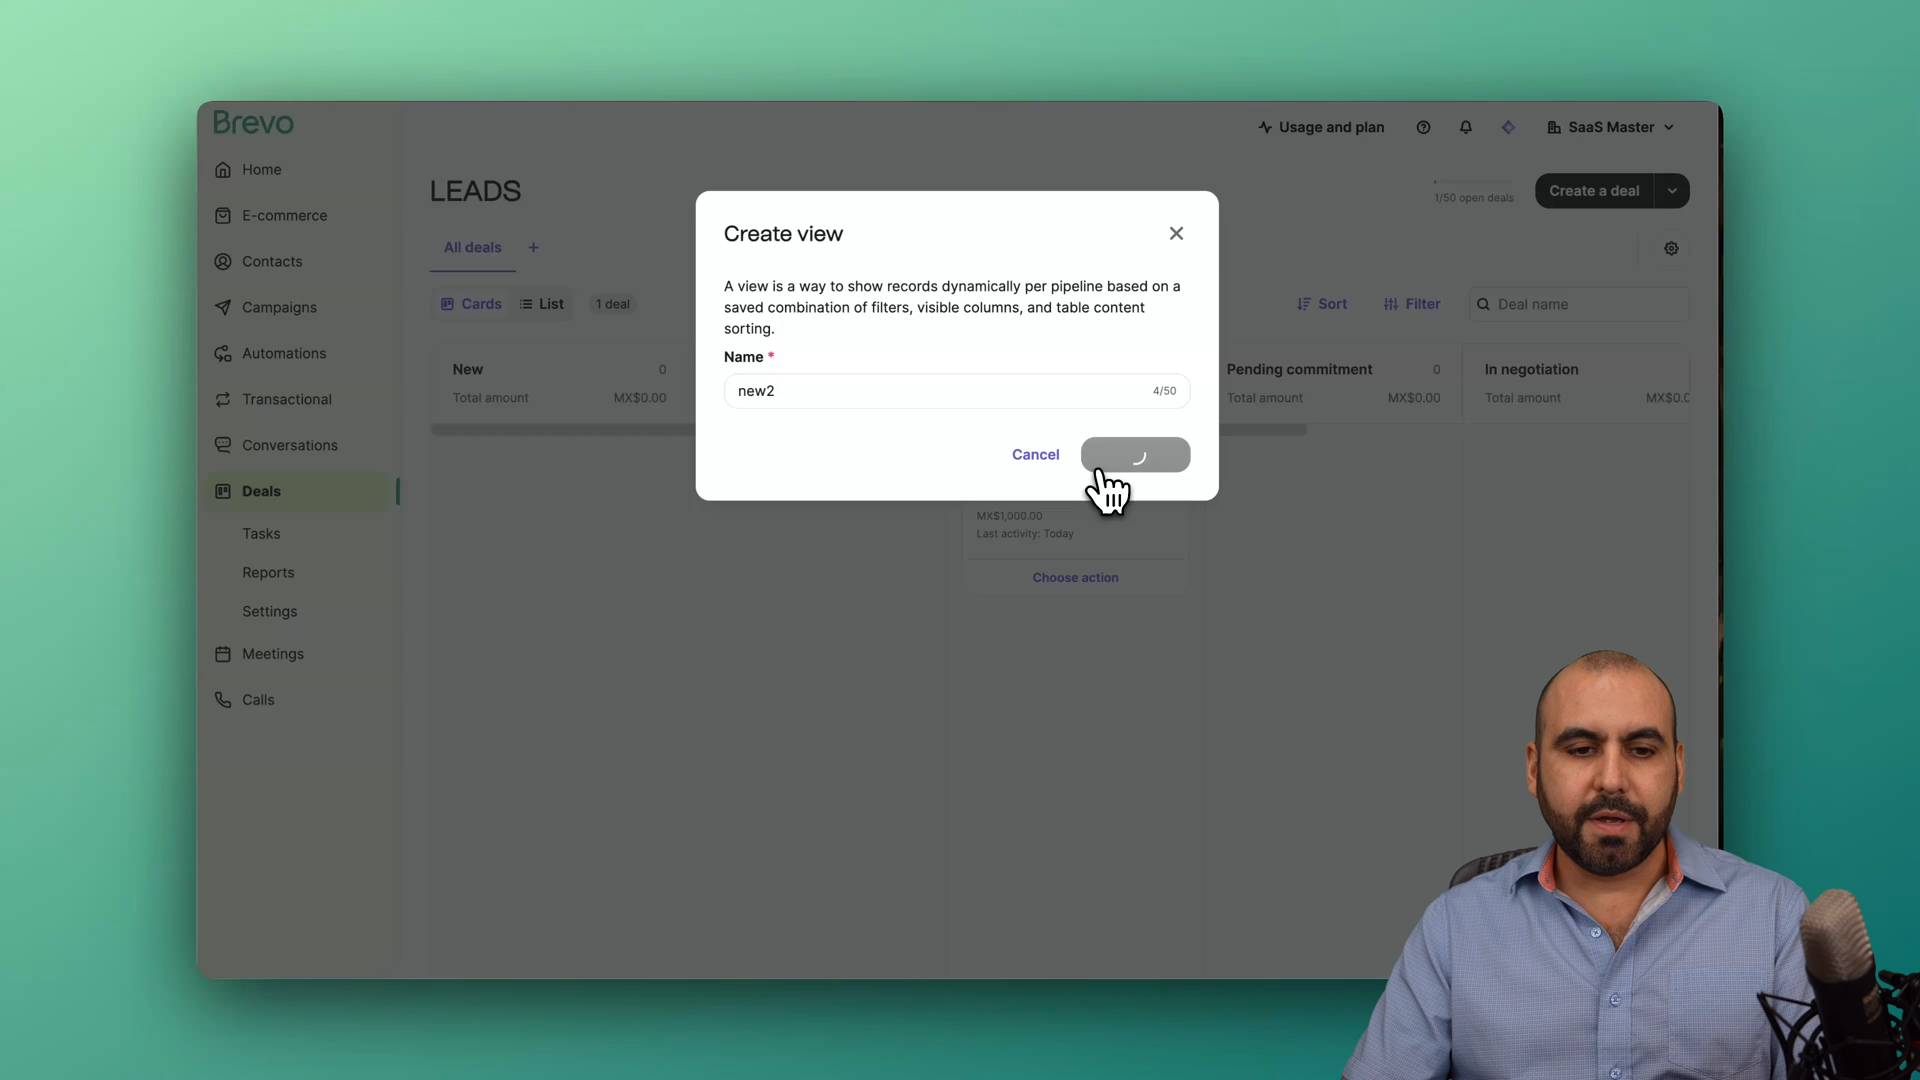 Brevo
Usage and plan
SaaS Master
Home
E-commerce
Contacts
Campaigns
Automations
Transactional
Conversations
Deals
Tasks
Reports
Settings
Meetings
Calls
LEADS
1/50 open deals
Create a deal
All deals +
Cards
List
1 deal
Sort
Filter
Deal name
New 0
Total amount MX$0.00
Pending commitment 0
Total amount MX$0.00
In negotiation
Total amount MX$0.0
MX$1,000.00
Last activity: Today
Choose action
Create view
A view is a way to show records dynamically per pipeline based on a
saved combination of filters, visible columns, and table content
sorting.
Name *
new2 4/50
Cancel